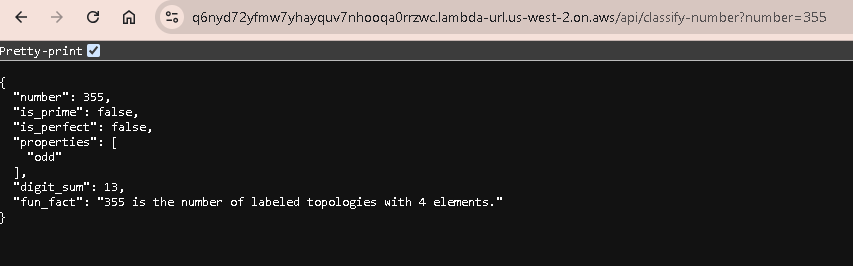 q6nyd72yfmw7yhayquv7nhooqa0rrzwc.lambda-url.us-west-2.on.aws/api/classify-number?number=355
Pretty-print
{
"number": 355,
"is_prime": false,
"is_perfect": false,
"properties": [
"odd"
],
"digit_sum": 13,
"fun_fact": "355 is the number of labeled topologies with 4 elements."
}